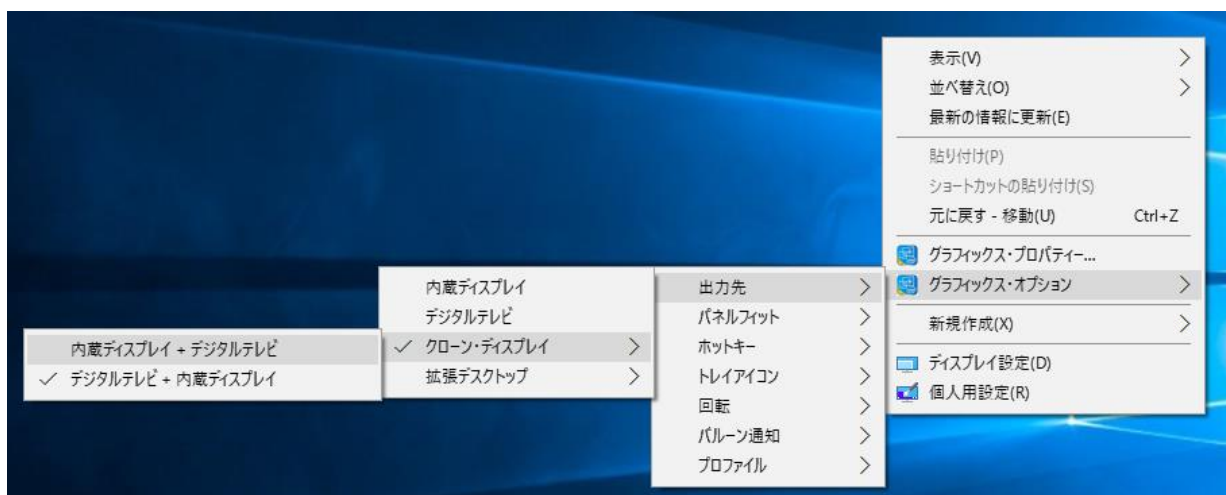 表示(V)
並べ替え(O)
最新の情報に更新(E)
貼り付け(P)
ショートカットの貼り付け(S)
元に戻す - 移動(U) Ctrl+Z
グラフィックス・プロパティー...
グラフィックス・オプション
新規作成(X)
ディスプレイ設定(D)
個人用設定(R)
出力先
パネルフィット
ホットキー
トレイアイコン
回転
バルーン通知
プロファイル
内蔵ディスプレイ
デジタルテレビ
クローン・ディスプレイ
拡張デスクトップ
内蔵ディスプレイ + デジタルテレビ
デジタルテレビ + 内蔵ディスプレイ